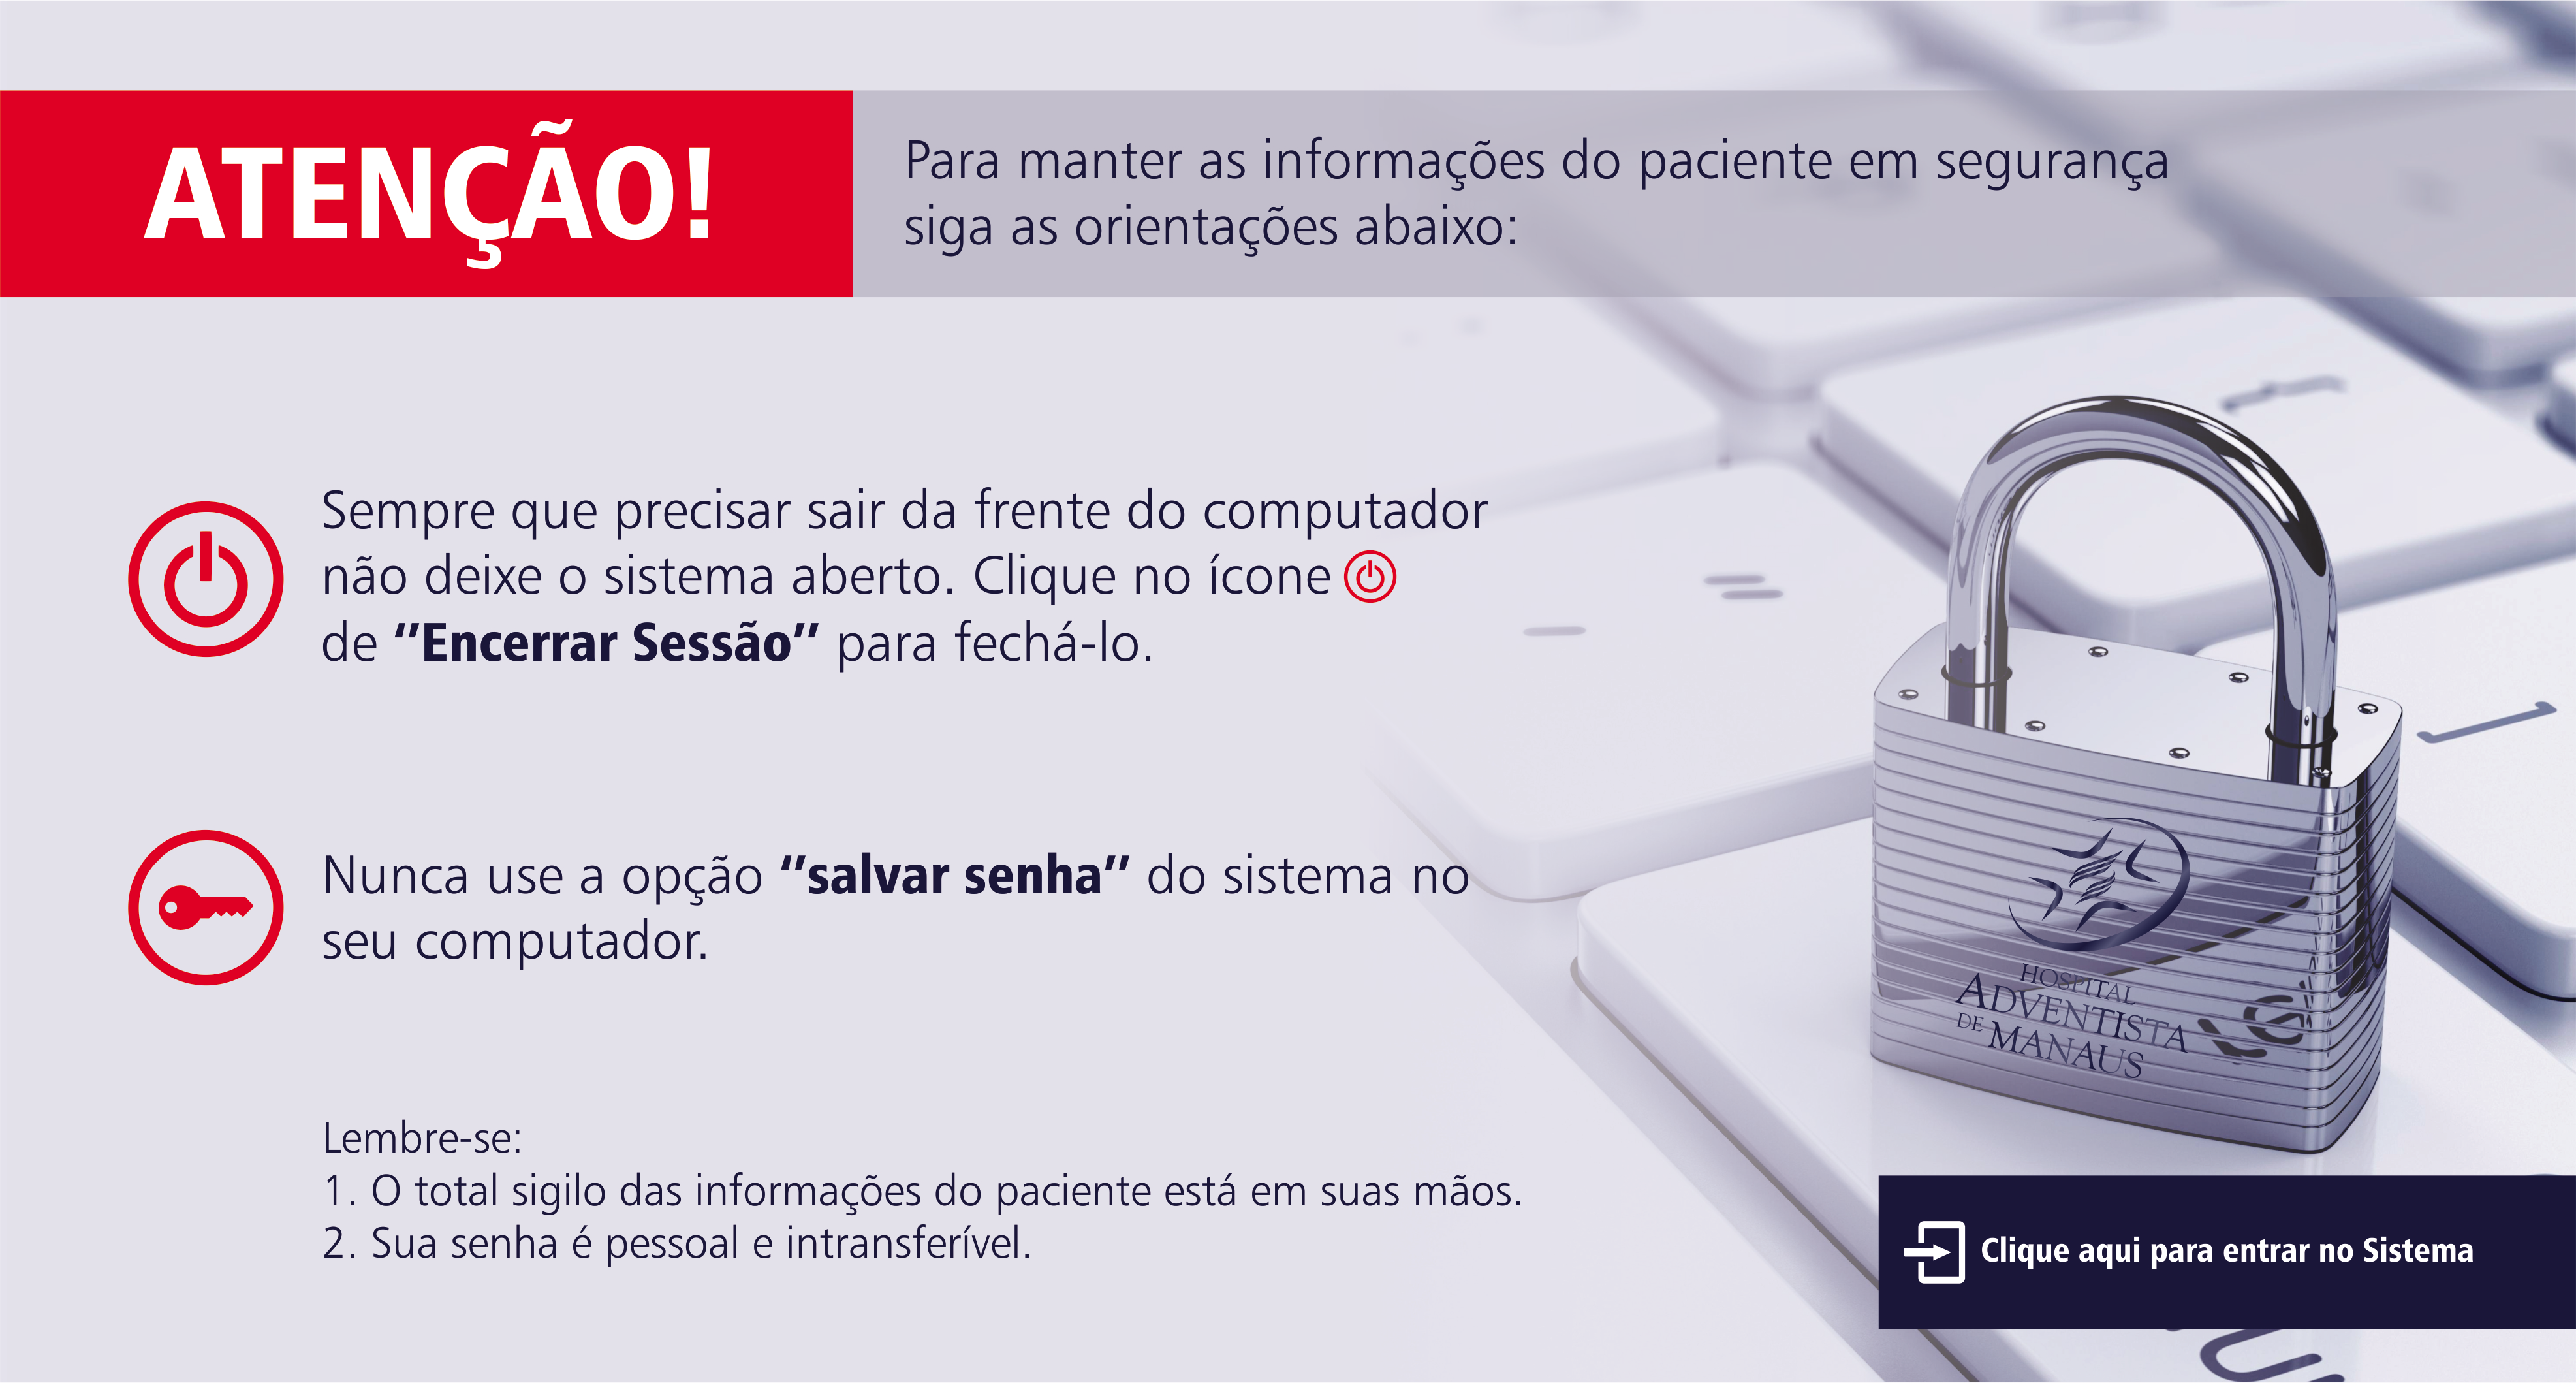 ATENÇÃO!
Para manter as informações do paciente em segurança
siga as orientações abaixo:
Sempre que precisar sair da frente do computador
não deixe o sistema aberto. Clique no ícone
de "Encerrar Sessão" para fechá-lo.
Nunca use a opção "salvar senha" do sistema no
seu computador.
Lembre-se:
1. O total sigilo das informações do paciente está em suas mãos.
2. Sua senha é pessoal e intransferível.
HOSPITAL
ADVENTISTA
DE MANAUS
Clique aqui para entrar no Sistema